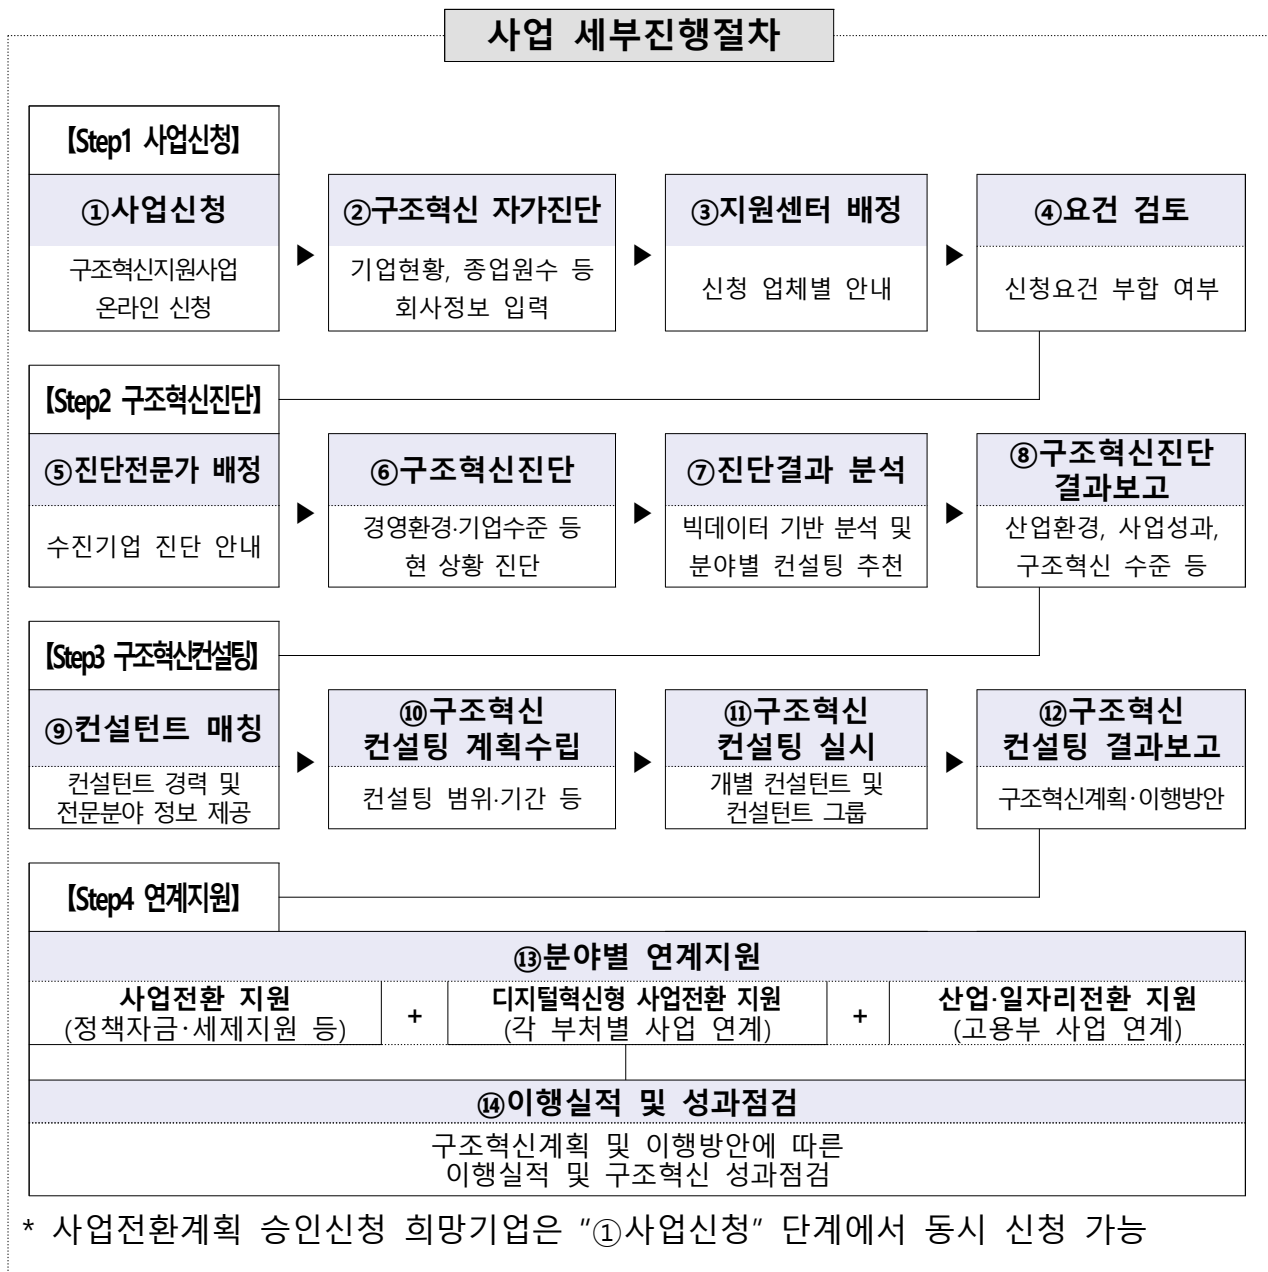 사업 세부진행절차
【Step1 사업신청】
①사업신청
구조혁신지원사업
온라인 신청
▶
②구조혁신 자가진단
기업현황, 종업원수 등
회사정보 입력
▶
③지원센터 배정
신청 업체별 안내
▶
④요건 검토
신청요건 부합 여부
【Step2 구조혁신진단】
⑤진단전문가 배정
수진기업 진단 안내
▶
⑥구조혁신진단
경영환경·기업수준 등
현 상황 진단
▶
⑦진단결과 분석
빅데이터 기반 분석 및
분야별 컨설팅 추천
▶
⑧구조혁신진단
결과보고
산업환경, 사업성과,
구조혁신 수준 등
【Step3 구조혁신컨설팅】
⑨컨설턴트 매칭
컨설턴트 경력 및
전문분야 정보 제공
▶
⑩구조혁신
컨설팅 계획수립
컨설팅 범위·기간 등
▶
⑪구조혁신
컨설팅 실시
개별 컨설턴트 및
컨설턴트 그룹
▶
⑫구조혁신
컨설팅 결과보고
구조혁신계획·이행방안
【Step4 연계지원】
⑬분야별 연계지원
사업전환 지원
(정책자금·세제지원 등)
+
디지털혁신형 사업전환 지원
(각 부처별 사업 연계)
+
산업·일자리전환 지원
(고용부 사업 연계)
⑭이행실적 및 성과점검
구조혁신계획 및 이행방안에 따른
이행실적 및 구조혁신 성과점검
* 사업전환계획 승인신청 희망기업은 "①사업신청" 단계에서 동시 신청 가능